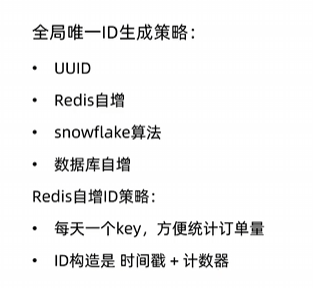 全局唯一ID生成策略：
• UUID
• Redis自增
• snowflake算法
• 数据库自增
Redis自增ID策略：
• 每天一个key，方便统计订单量
• ID构造是 时间戳 + 计数器